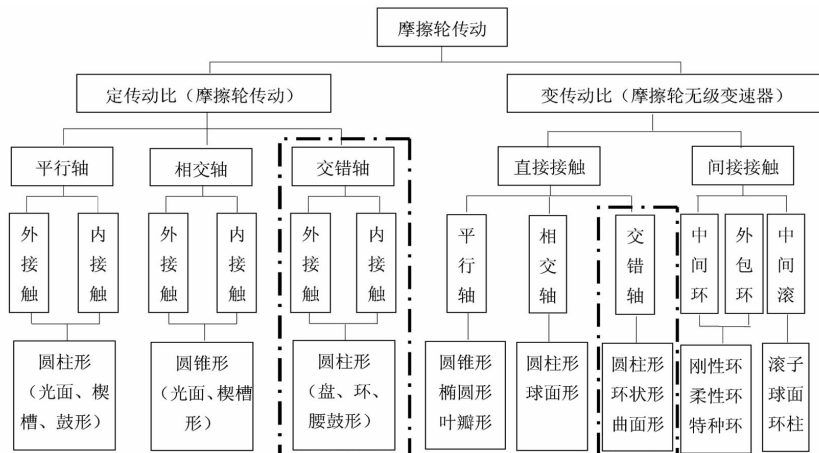 摩擦轮传动
定传动比（摩擦轮传动）
变传动比（摩擦轮无级变速器）
平行轴
相交轴
交错轴
直接接触
间接接触
外接触
内接触
外接触
内接触
外接触
内接触
平行轴
相交轴
交错轴
中间环
外包环
中间滚
圆柱形
（光面、楔
槽、鼓形）
圆锥形
（光面、楔槽
形）
圆柱形
（盘、环、
腰鼓形）
圆锥形
椭圆形
叶瓣形
圆柱形
球面形
圆柱形
环状形
曲面形
刚性环
柔性环
特种环
滚子
球面
环柱